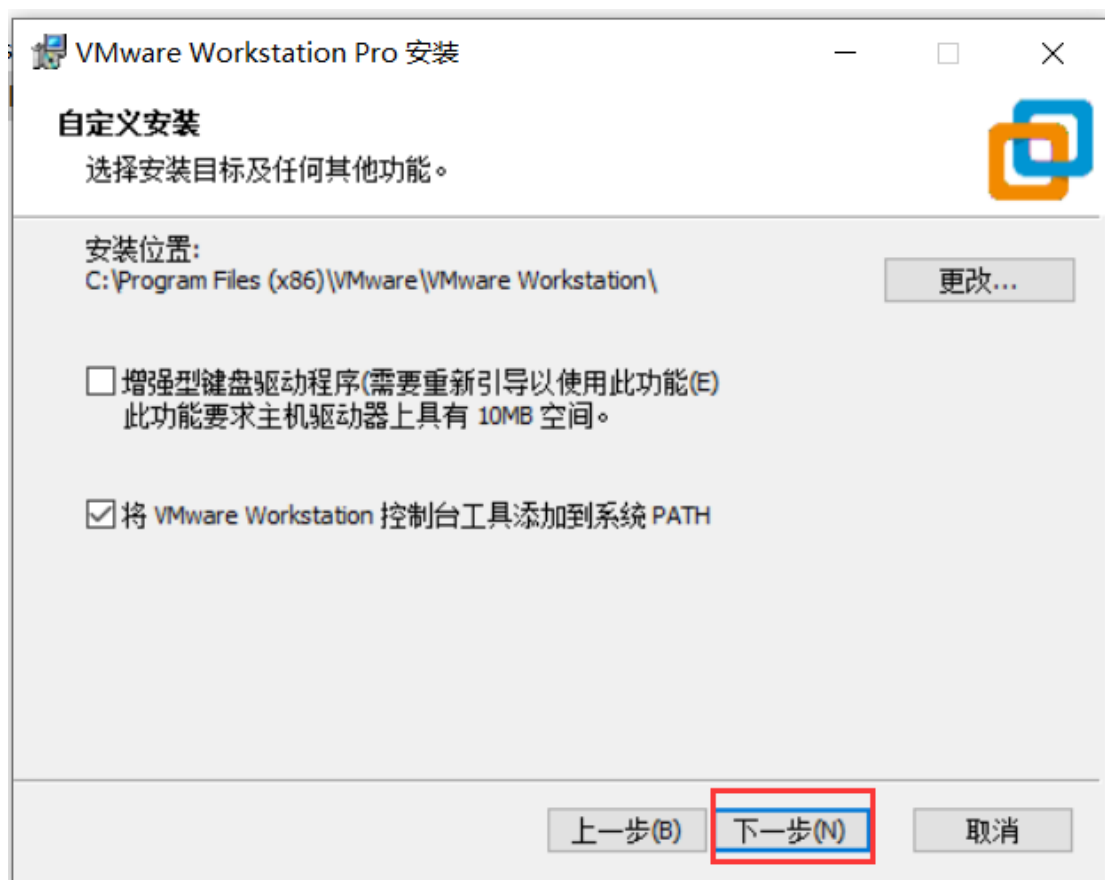 VMware Workstation Pro 安装
自定义安装
选择安装目标及任何其他功能。
安装位置:
C:\Program Files (x86)\VMware\VMware Workstation\
更改...
增强型键盘驱动程序(需要重新引导以使用此功能(E)
此功能要求主机驱动器上具有 10MB 空间。
将 VMware Workstation 控制台工具添加到系统 PATH
上一步(B) 下一步(N) 取消